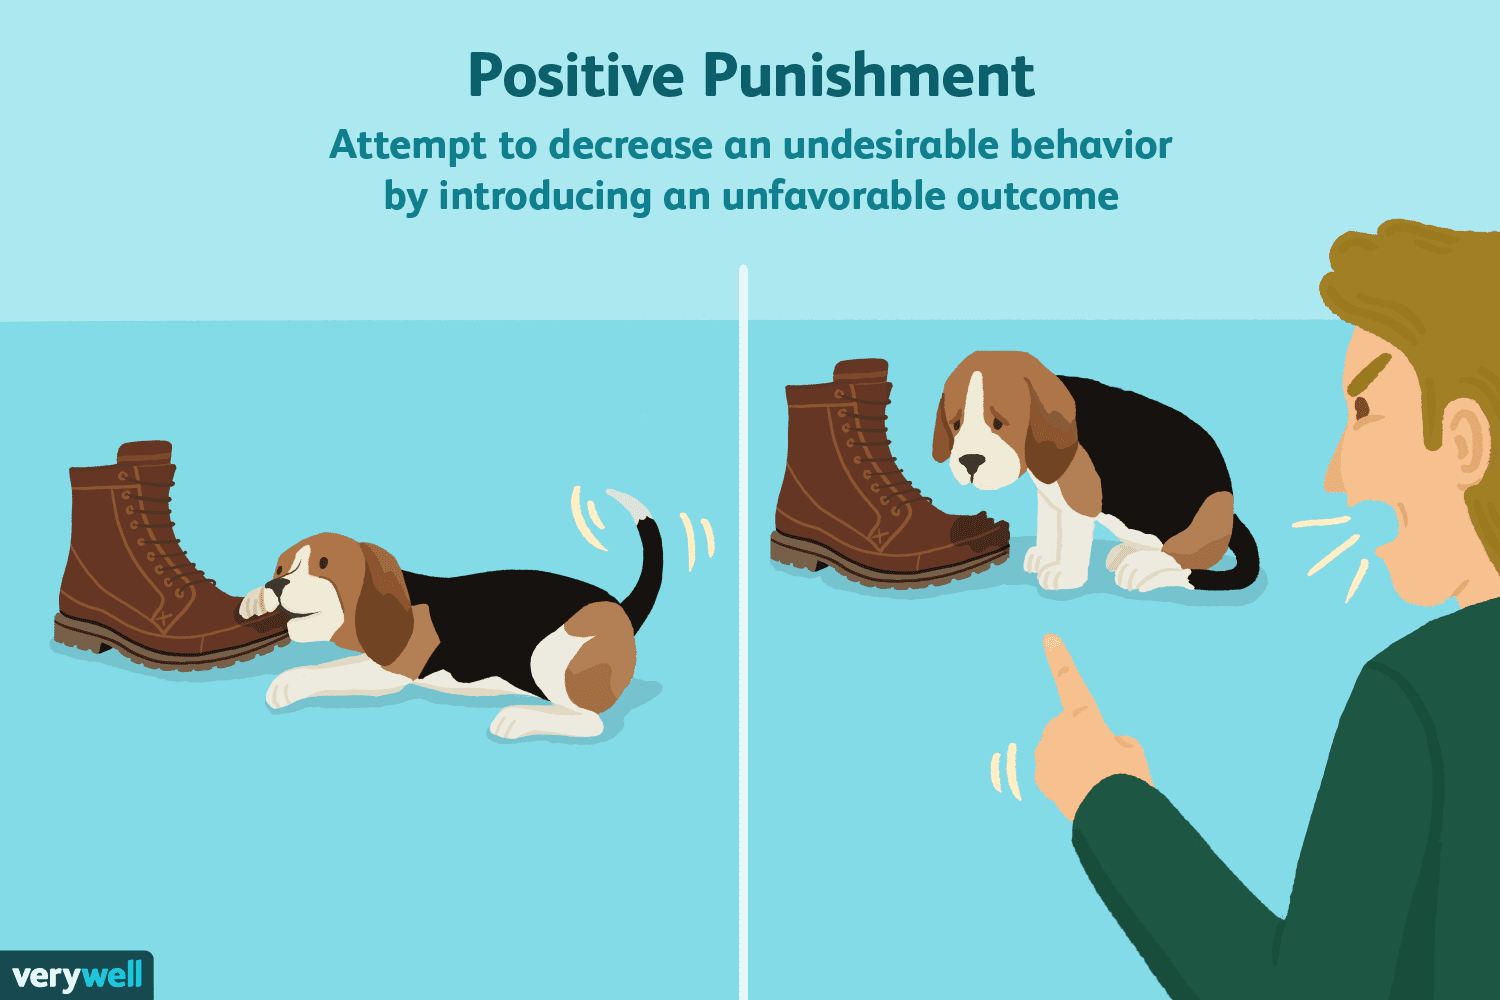 Positive Punishment
Attempt to decrease an undesirable behavior
by introducing an unfavorable outcome
verywell